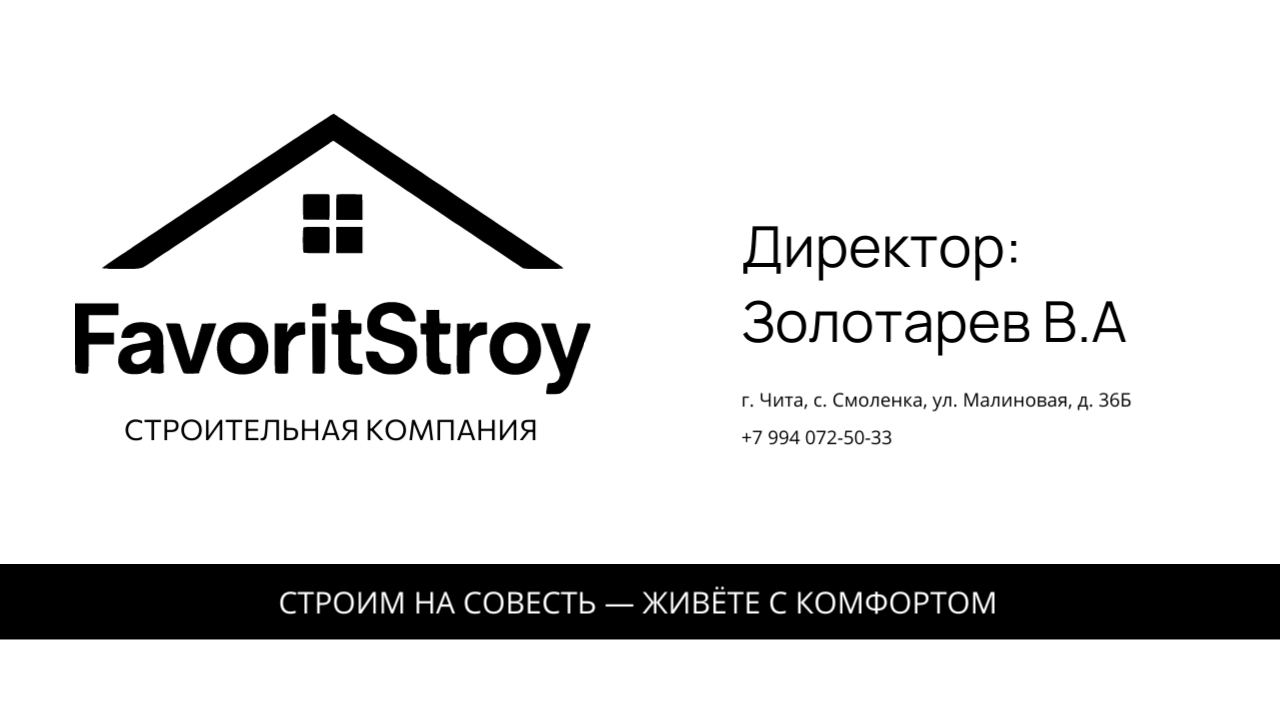 FavoritStroy
СТРОИТЕЛЬНАЯ КОМПАНИЯ
Директор:
Золотарев В.А
г. Чита, с. Смоленка, ул. Малиновая, д. 36Б
+7 994 072-50-33
СТРОИМ НА СОВЕСТЬ — ЖИВЁТЕ С КОМФОРТОМ